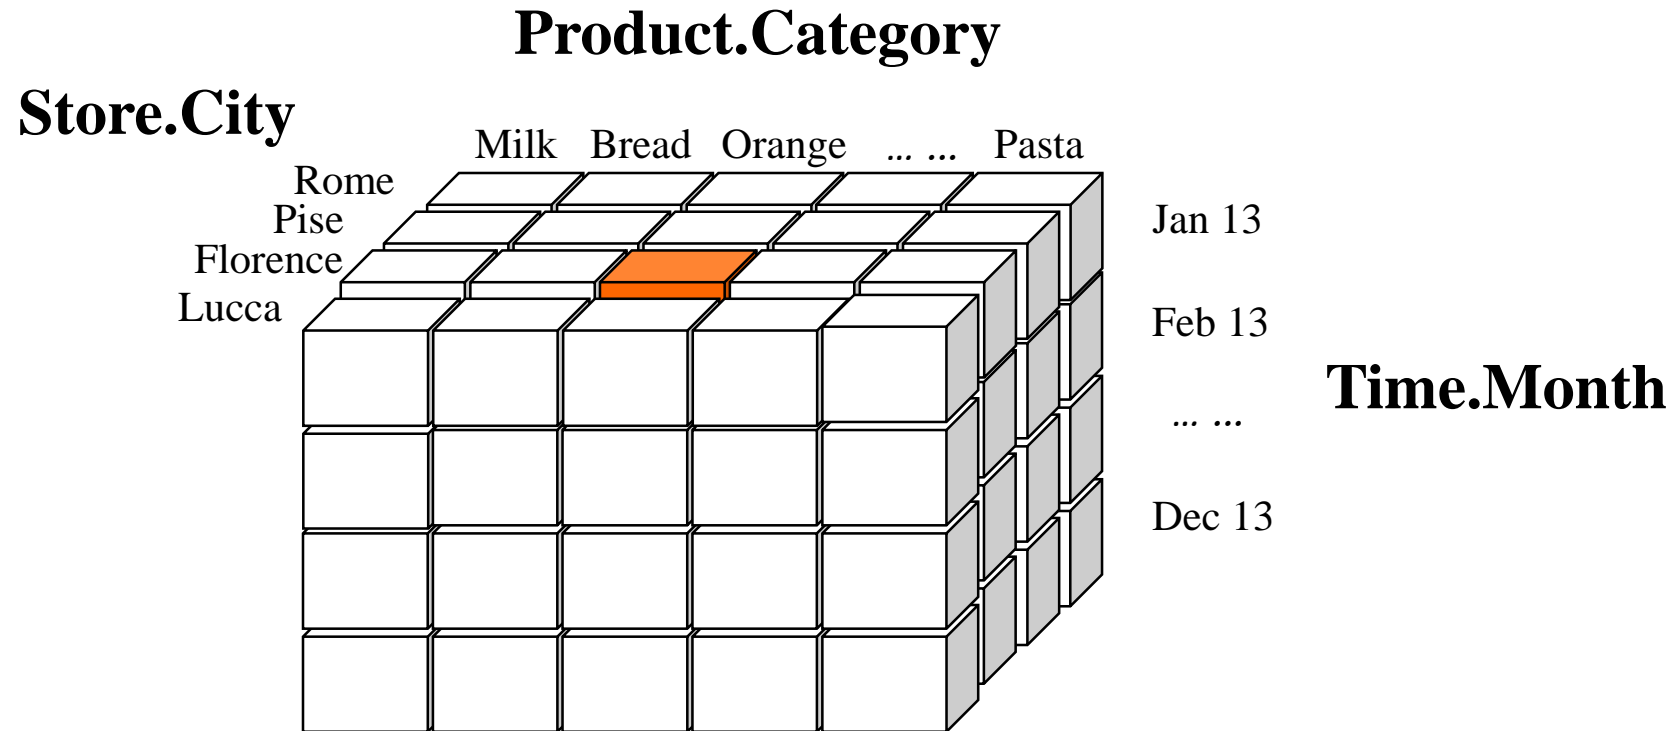 Product.Category
Store.City
Milk Bread Orange ... ... Pasta
Rome
Pise
Florence
Lucca
Jan 13
Feb 13
... ...
Dec 13
Time.Month